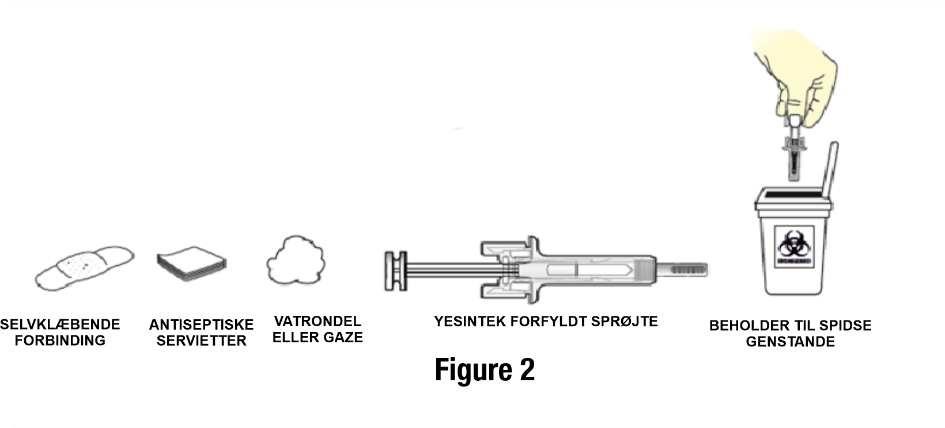 SELVKLÆBENDE
FORBINDING
ANTISEPTISKE
SERVIETTER
VATRONDEL
ELLER GAZE
YESINTEK FORFYLDT SPRØJTE
BEHOLDER TIL SPIDSE
GENSTANDE
Figure 2